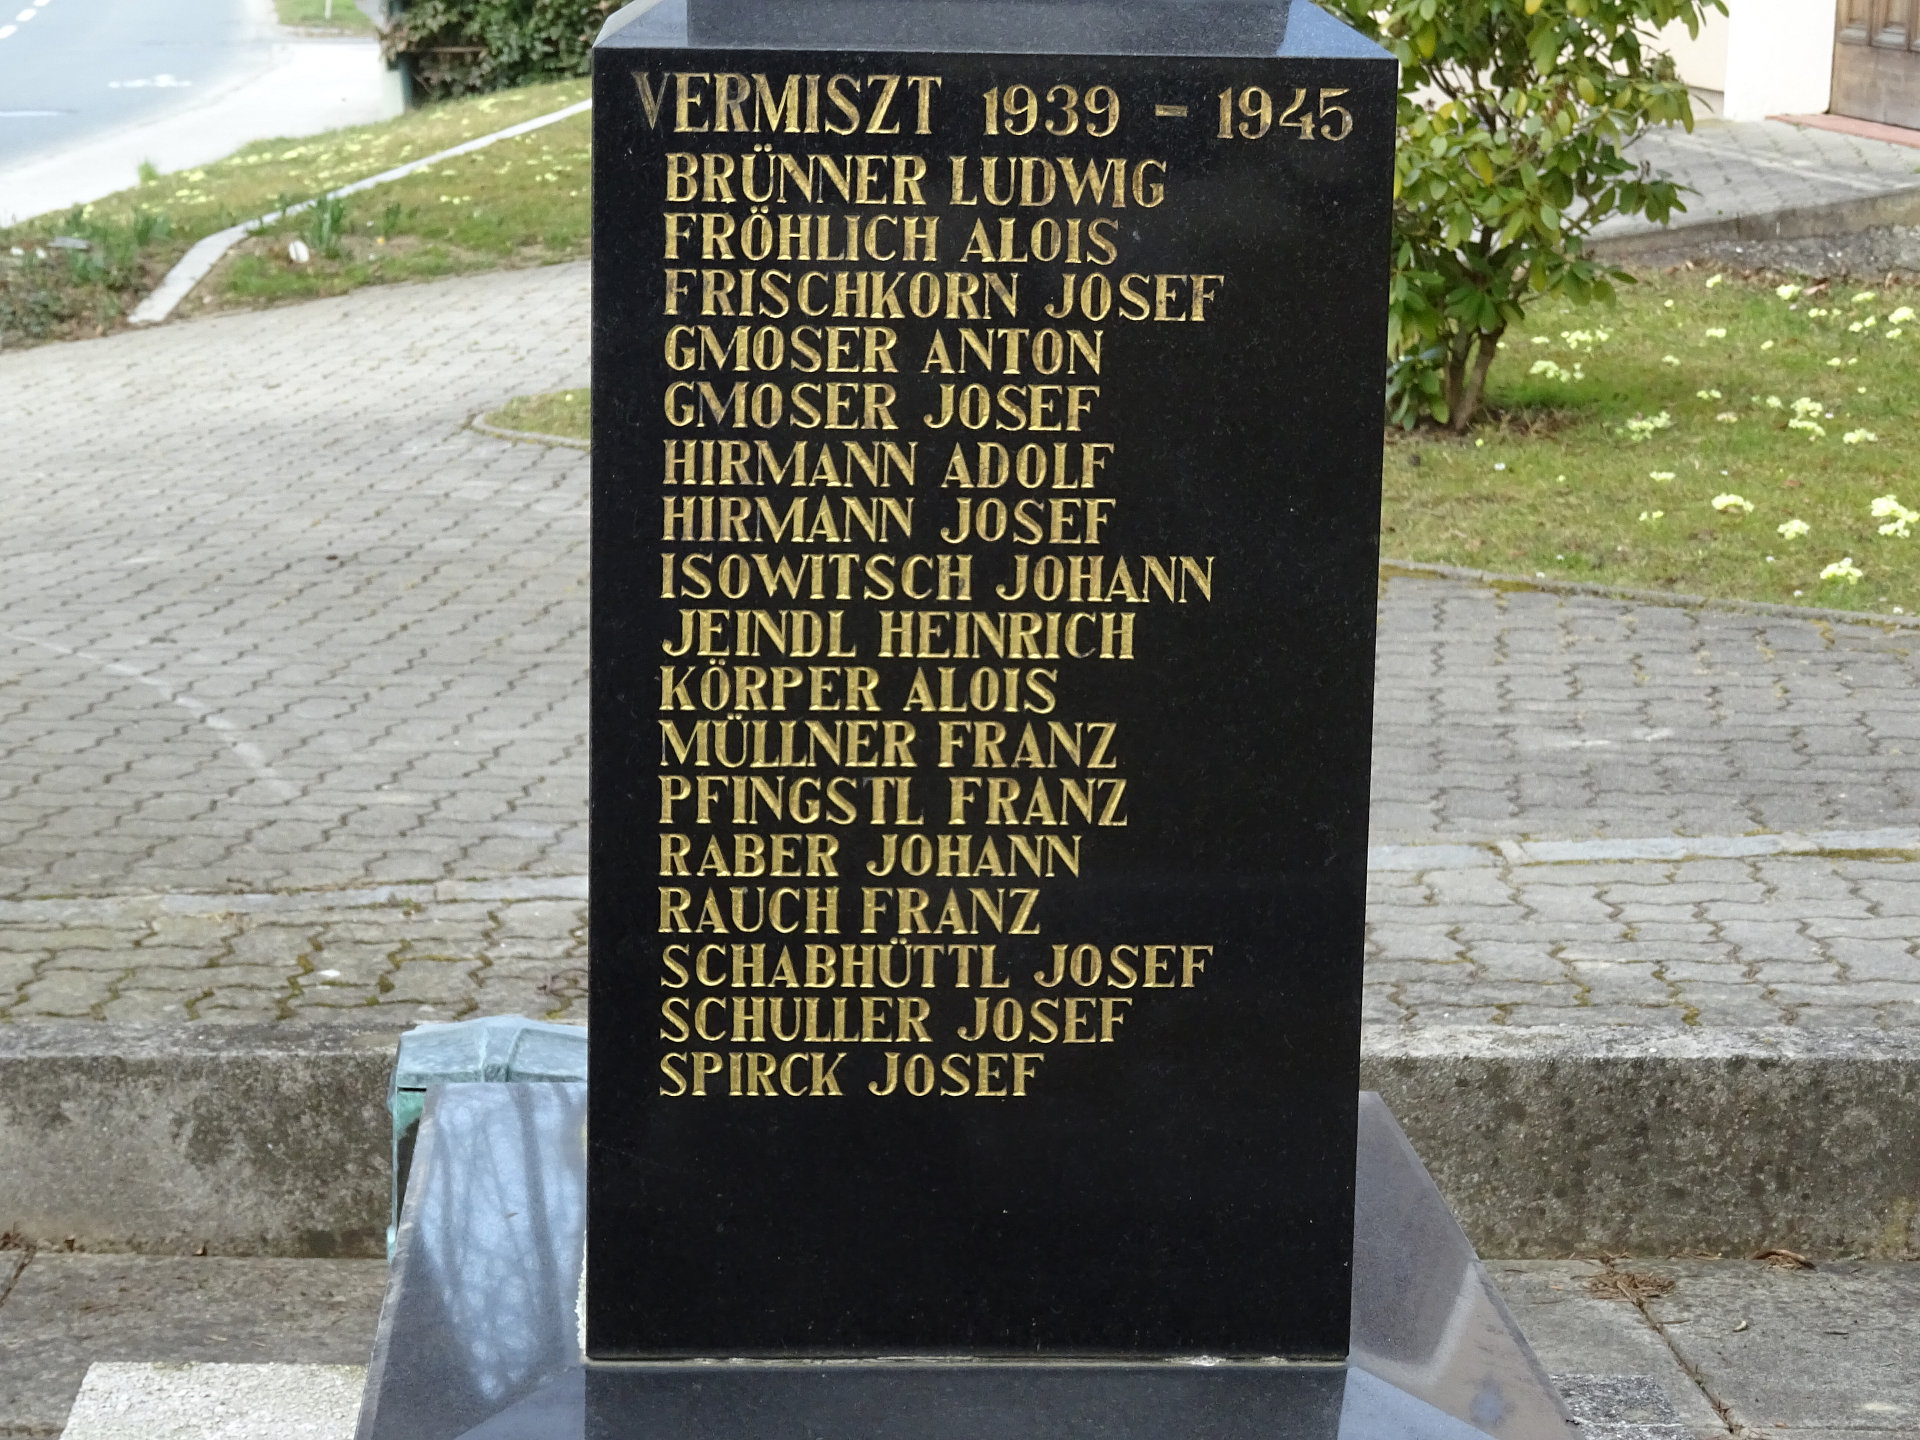 VERMISZT 1939 - 1945
BRÜNNER LUDWIG
FRÖHLICH ALOIS
FRISCHKORN JOSEF
GMOSER ANTON
GMOSER JOSEF
HIRMANN ADOLF
HIRMANN JOSEF
ISOWITSCH JOHANN
JEINDL HEINRICH
KÖRPER ALOIS
MÜLLNER FRANZ
PFINGSTL FRANZ
RABER JOHANN
RAUCH FRANZ
SCHABHÜTTL JOSEF
SCHULLER JOSEF
SPIRCK JOSEF